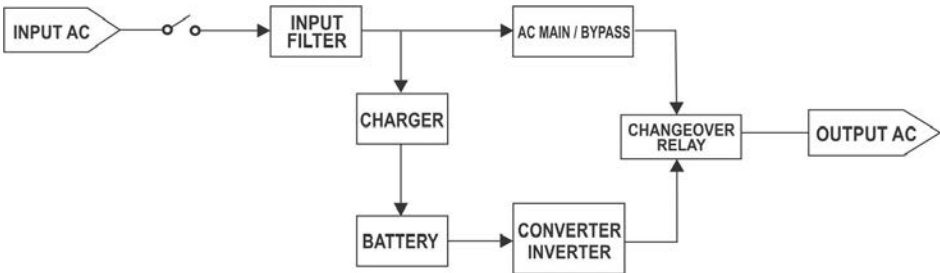 INPUT AC
INPUT
FILTER
AC MAIN / BYPASS
CHARGER
CHANGEOVER
RELAY
OUTPUT AC
BATTERY
CONVERTER
INVERTER